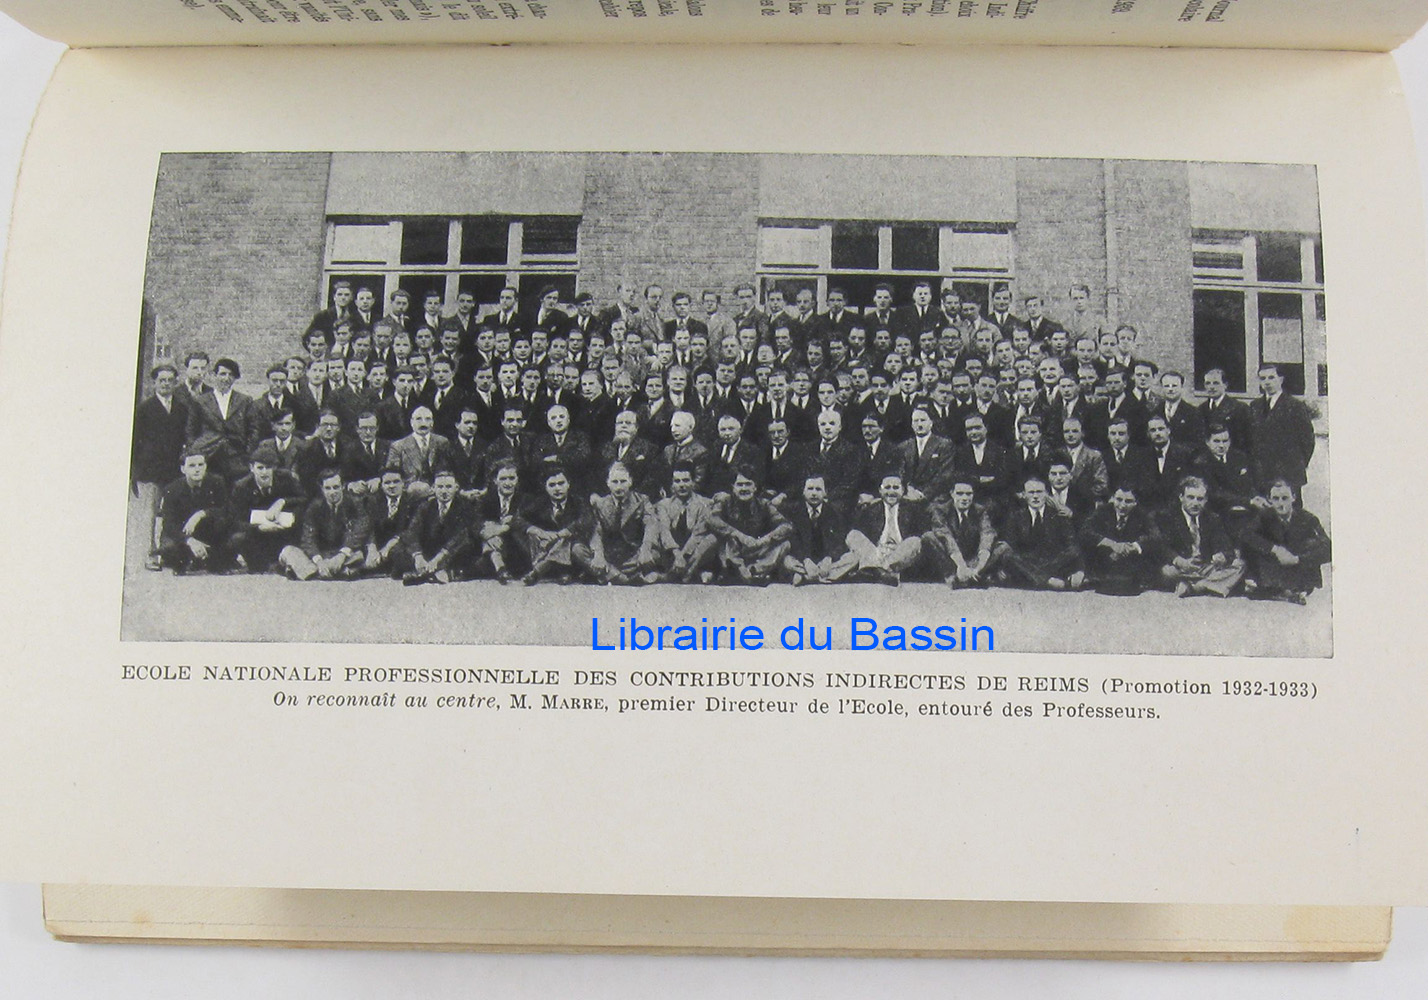 Librairie du Bassin
ECOLE NATIONALE PROFESSIONNELLE DES CONTRIBUTIONS INDIRECTES DE REIMS (Promotion 1932-1933)
On reconnaît au centre, M. MARRE, premier Directeur de l'Ecole, entouré des Professeurs.